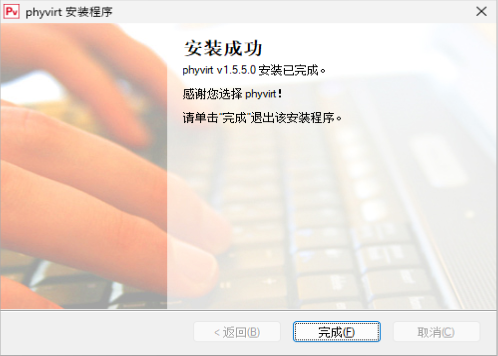 Pv phyvirt 安装程序
安装成功
phyvirt v1.5.5.0 安装已完成。
感谢您选择 phyvirt!
请单击"完成"退出该安装程序。
< 返回(B) 完成(F) 取消(C)